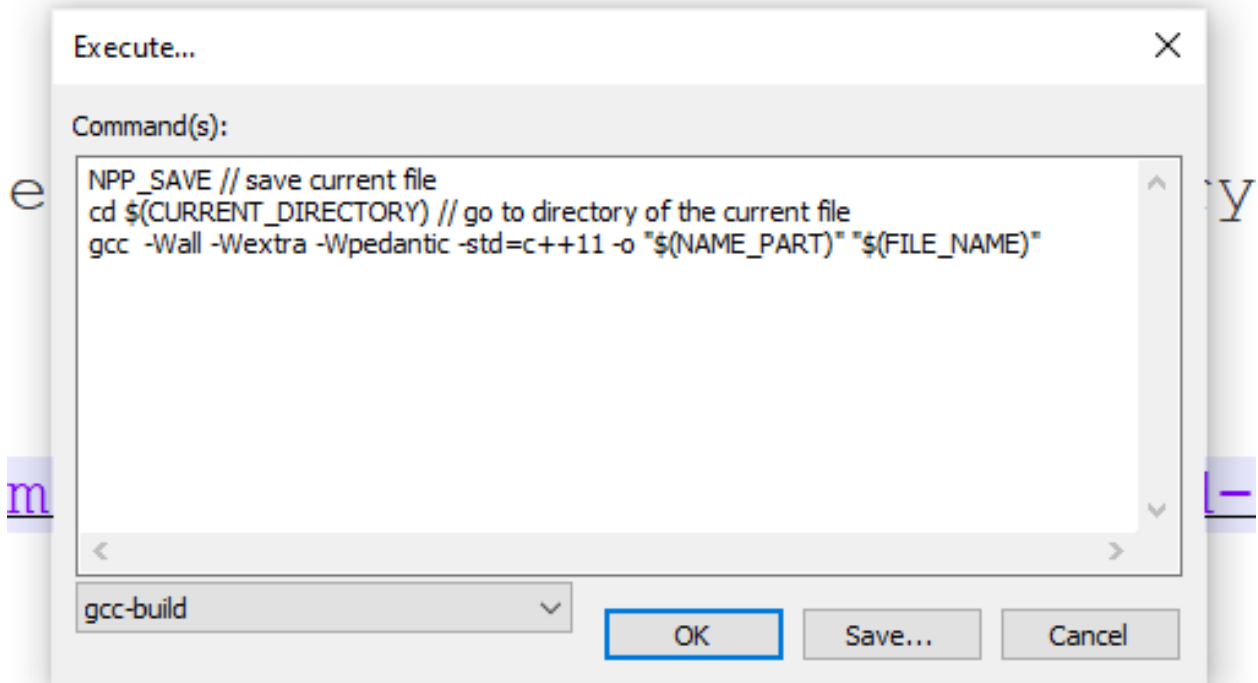 Execute...
Command(s):
NPP_SAVE // save current file
cd $(CURRENT_DIRECTORY) // go to directory of the current file
gcc  -Wall -Wextra -Wpedantic -std=c++11 -o "$(NAME_PART)" "$(FILE_NAME)"
gcc-build
OK Save... Cancel